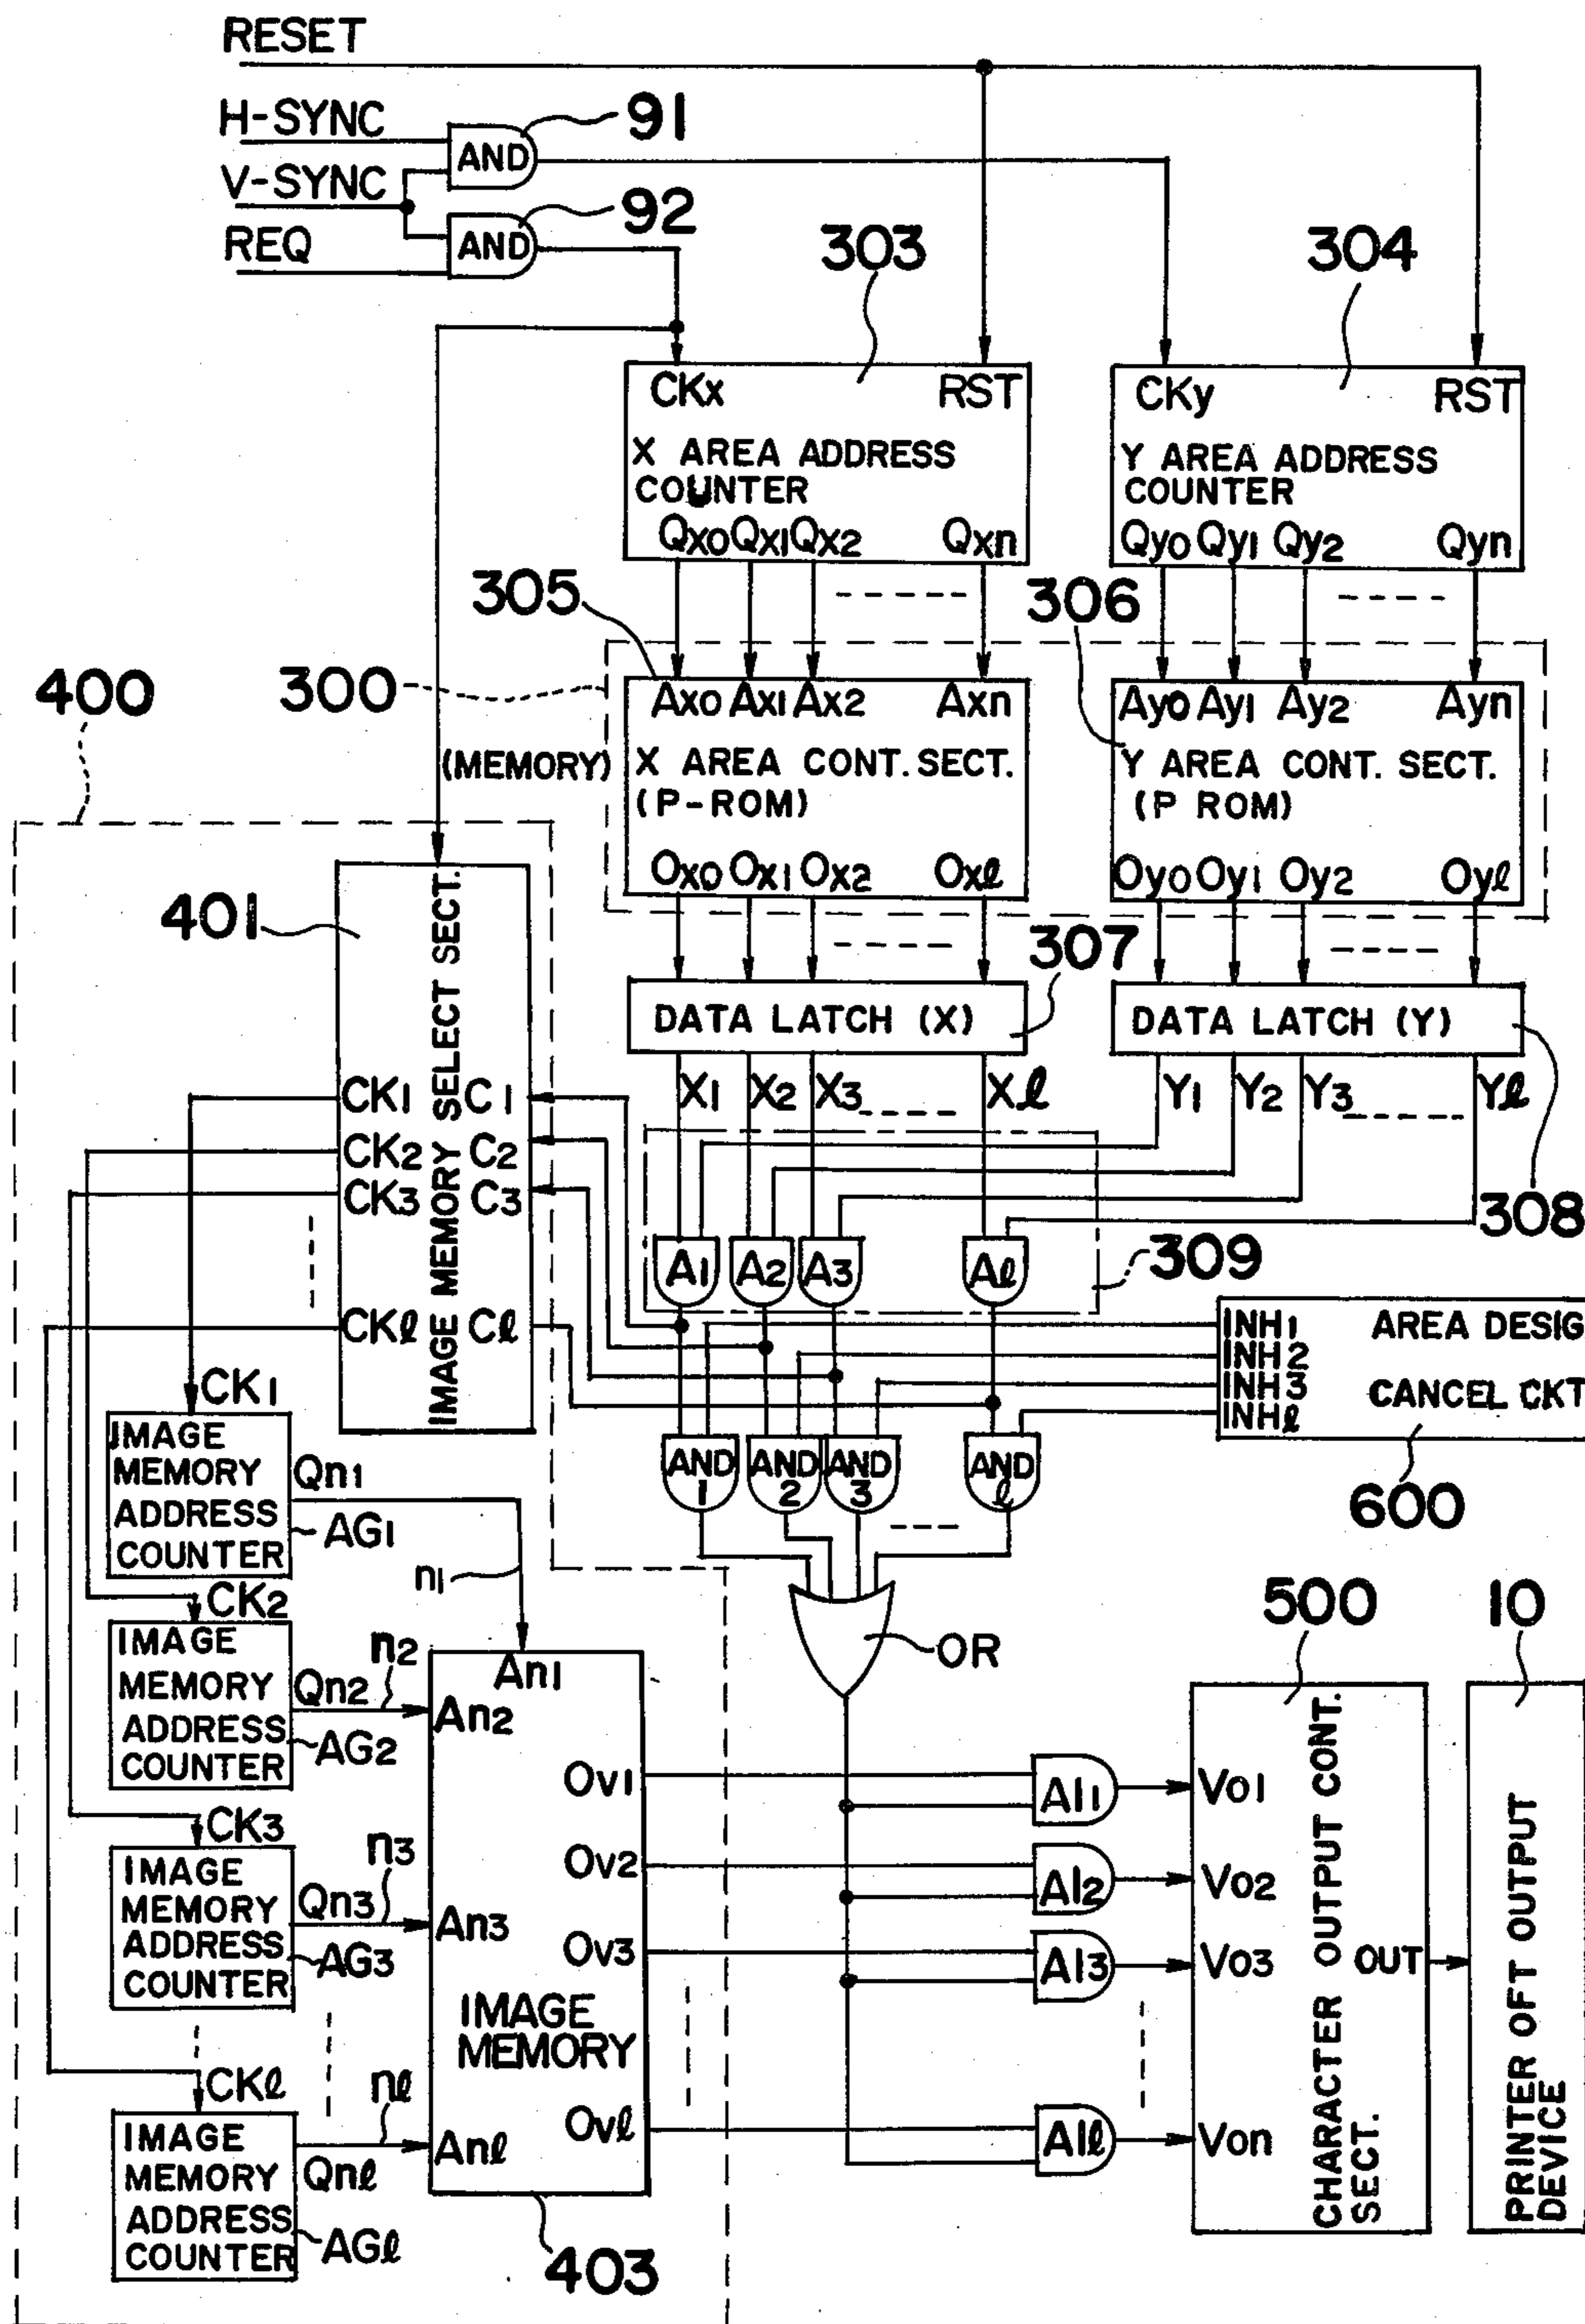 RESET
H-SYNC
AND
91
V-SYNC
AND
92
REQ
303
304
CKx
RST
X AREA ADDRESS
COUNTER
Qx0 Qx1 Qx2 Qxn
CKy
RST
Y AREA ADDRESS
COUNTER
Qy0 Qy1 Qy2 Qyn
305
306
300
400
(MEMORY)
Ax0 Ax1 Ax2 Axn
X AREA CONT. SECT.
(P-ROM)
Ox0 Ox1 Ox2 Oxℓ
Ay0 Ay1 Ay2 Ayn
Y AREA CONT. SECT.
(P ROM)
Oy0 Oy1 Oy2 Oyℓ
401
307
DATA LATCH (X)
DATA LATCH (Y)
308
X1 X2 X3 Xℓ
Y1 Y2 Y3 Yℓ
IMAGE MEMORY SELECT SECT.
CK1 C1
CK2 C2
CK3 C3
CKℓ Cℓ
A1 A2 A3 Aℓ
309
INH1
INH2
INH3
INHℓ
AREA DESIG
CANCEL CKT
600
AND 1
AND 2
AND 3
AND ℓ
OR
CK1
IMAGE
MEMORY
ADDRESS
COUNTER
Qn1
AG1
n1
CK2
IMAGE
MEMORY
ADDRESS
COUNTER
Qn2
n2
AG2
CK3
IMAGE
MEMORY
ADDRESS
COUNTER
Qn3
n3
AG3
CKℓ
IMAGE
MEMORY
ADDRESS
COUNTER
Qnℓ
nℓ
AGℓ
An1
An2
An3
Anℓ
IMAGE
MEMORY
Ov1
Ov2
Ov3
Ovℓ
403
A11
A12
A13
A1ℓ
500
Vo1
Vo2
Vo3
Von
CHARACTER OUTPUT CONT.
SECT.
OUT
10
PRINTER OFT OUTPUT
DEVICE